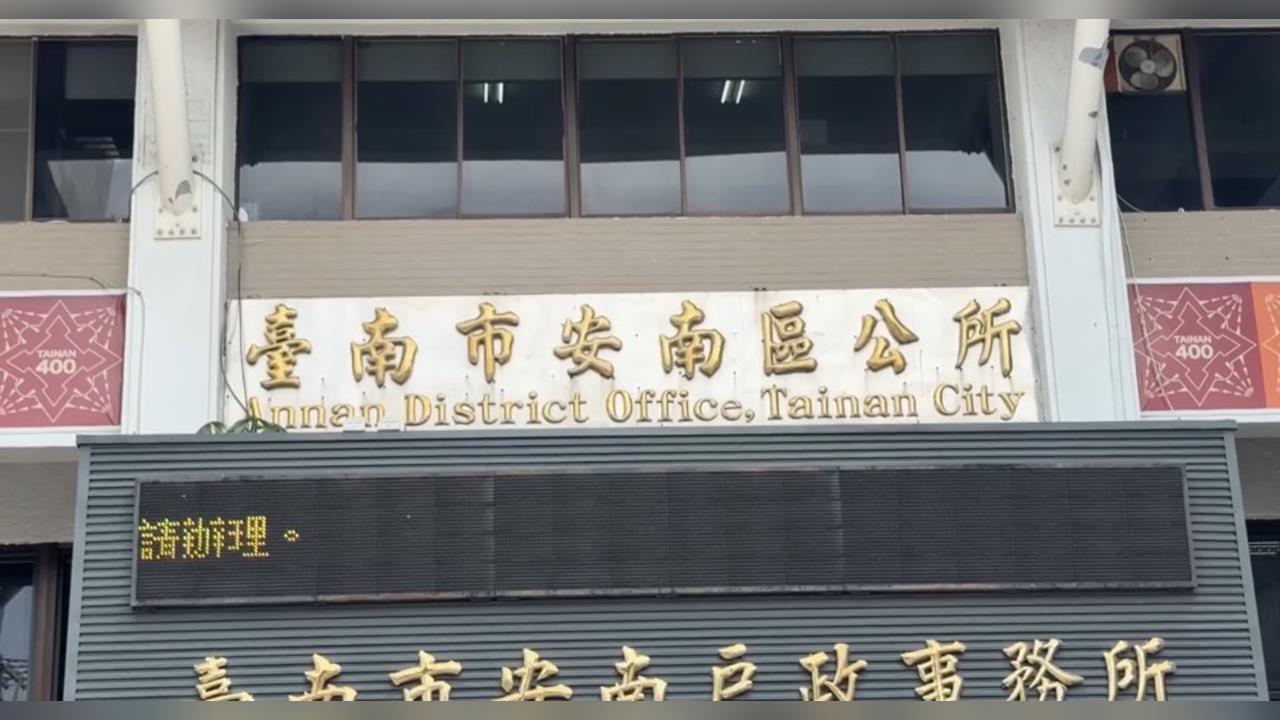 臺南市安南區公所
Annan District Office, Tainan City
TAINAN
400
TAINAN
400
請勿辦理。
臺南市安南戶政事務所